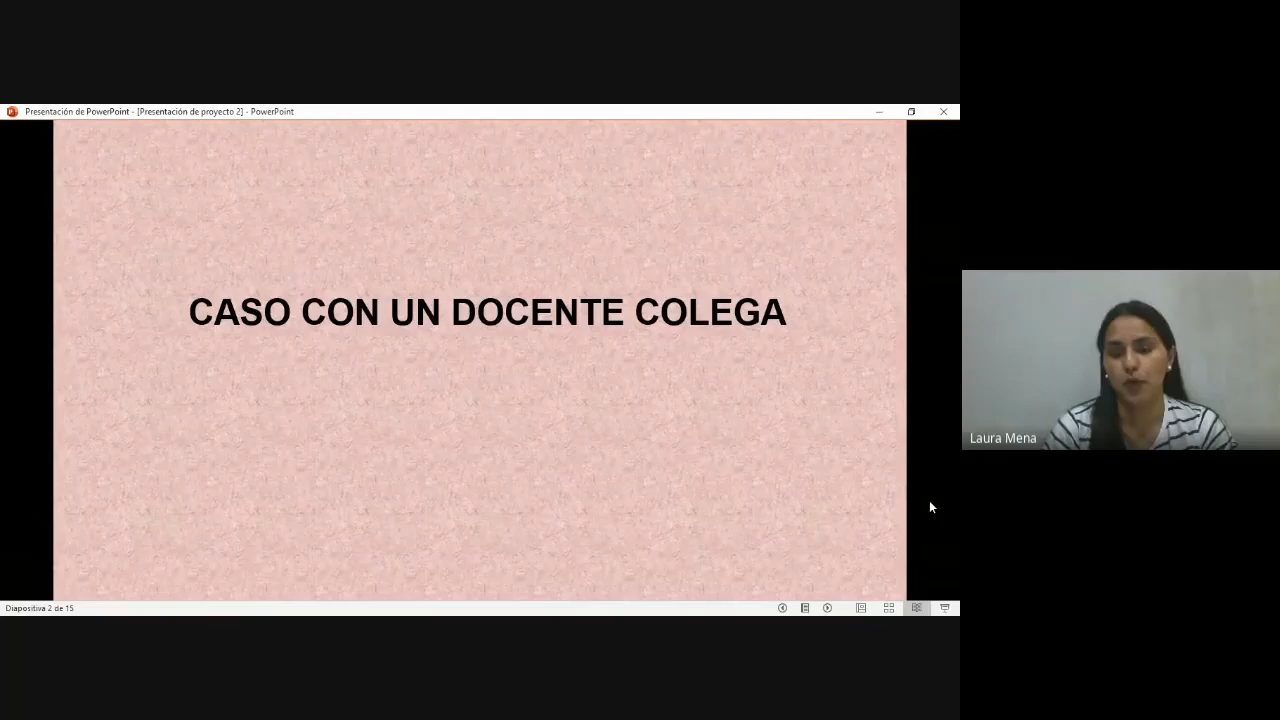 Presentación de PowerPoint - [Presentación de proyecto 2] - PowerPoint
CASO CON UN DOCENTE COLEGA
Laura Mena
Diapositiva 2 de 15